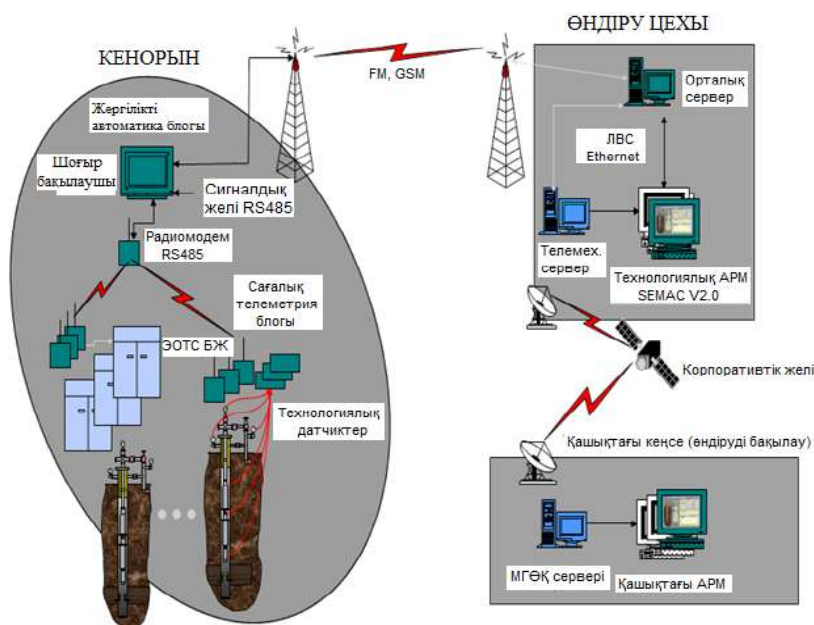 КЕНОРЫН
ӨНДІРУ ЦЕХЫ
FM, GSM
Жергілікті
автоматика блогы
Шоғыр
бақылаушы
Сигналдық
желі RS485
Радиомодем
RS485
Сағалық
телеметрия
блогы
ЭОТС БЖ
Технологиялық
датчиктер
Орталық
сервер
ЛВС
Ethernet
Телемех.
сервер
Технологиялық АРМ
SEMAC V2.0
Корпоративтік желі
Қашықтағы кеңсе (өндіруді бақылау)
МГӨҚ сервері
Қашықтағы АРМ